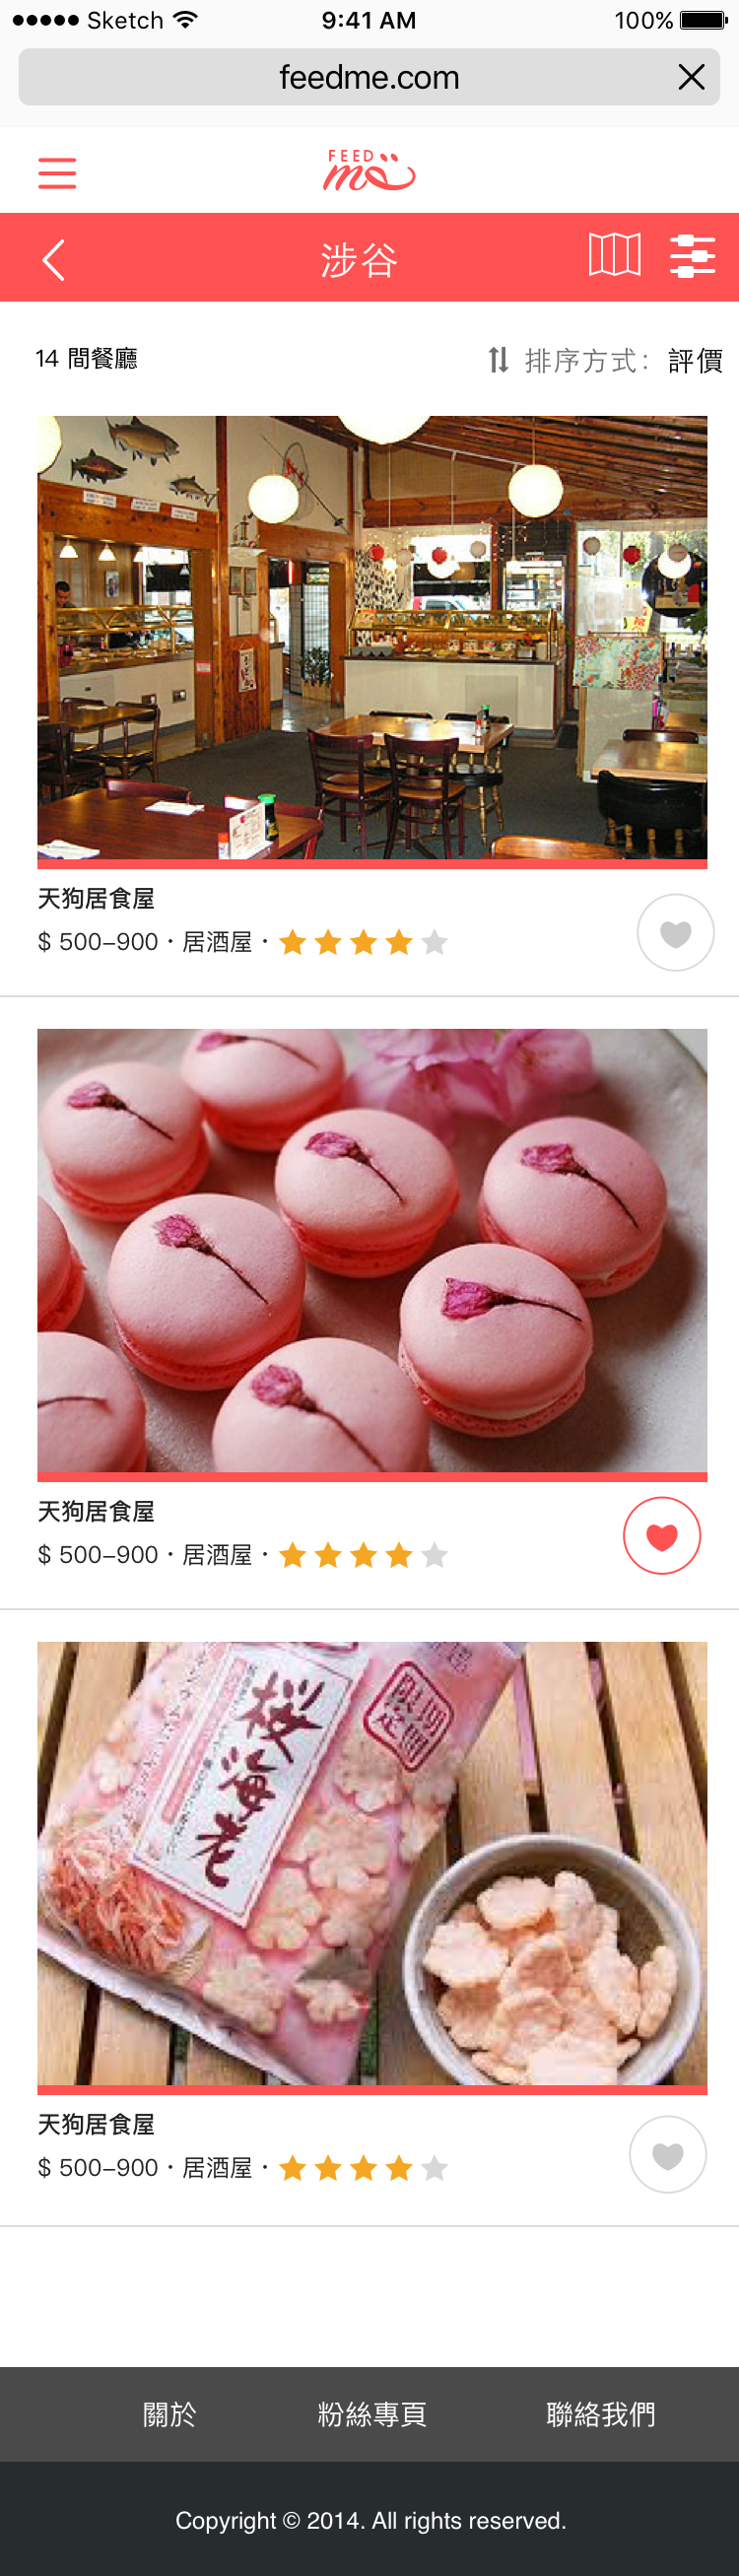 Sketch 9:41 AM 100%
feedme.com
FEED
me
涉谷
14 間餐廳 排序方式： 評價
天狗居食屋
$ 500–900・居酒屋・
天狗居食屋
$ 500–900・居酒屋・
桜海老
天狗居食屋
$ 500–900・居酒屋・
關於 粉絲專頁 聯絡我們
Copyright © 2014. All rights reserved.